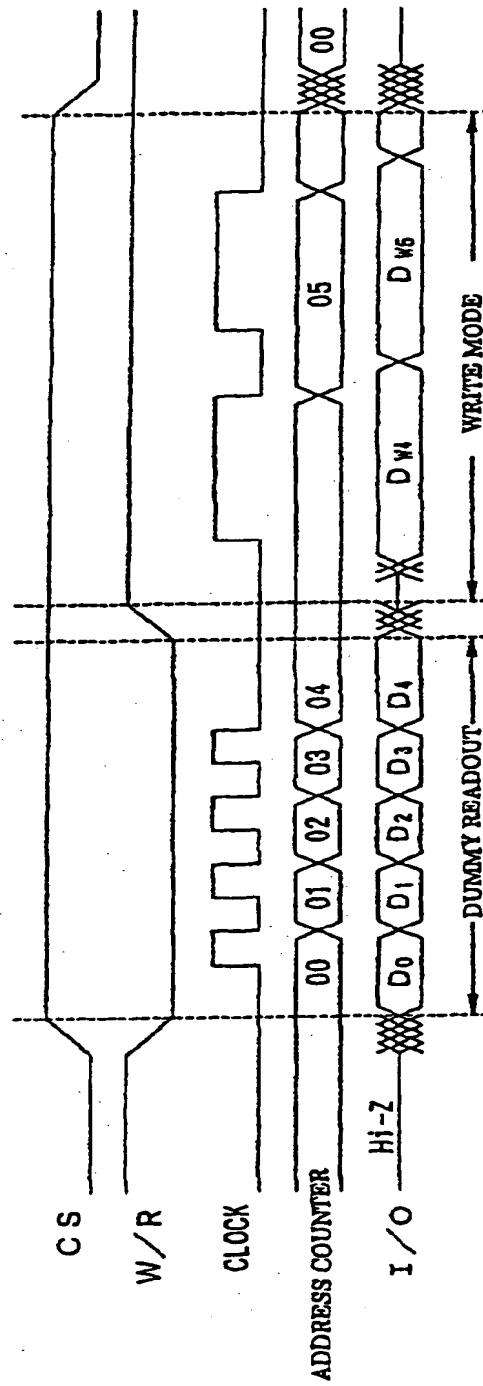 CS
W/R
CLOCK
ADDRESS COUNTER 00 01 02 03 04 05 00
I/O Hi-Z D0 D1 D2 D3 D4 DW4 DW5
DUMMY READOUT WRITE MODE